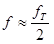 f ≈ f_T / 2